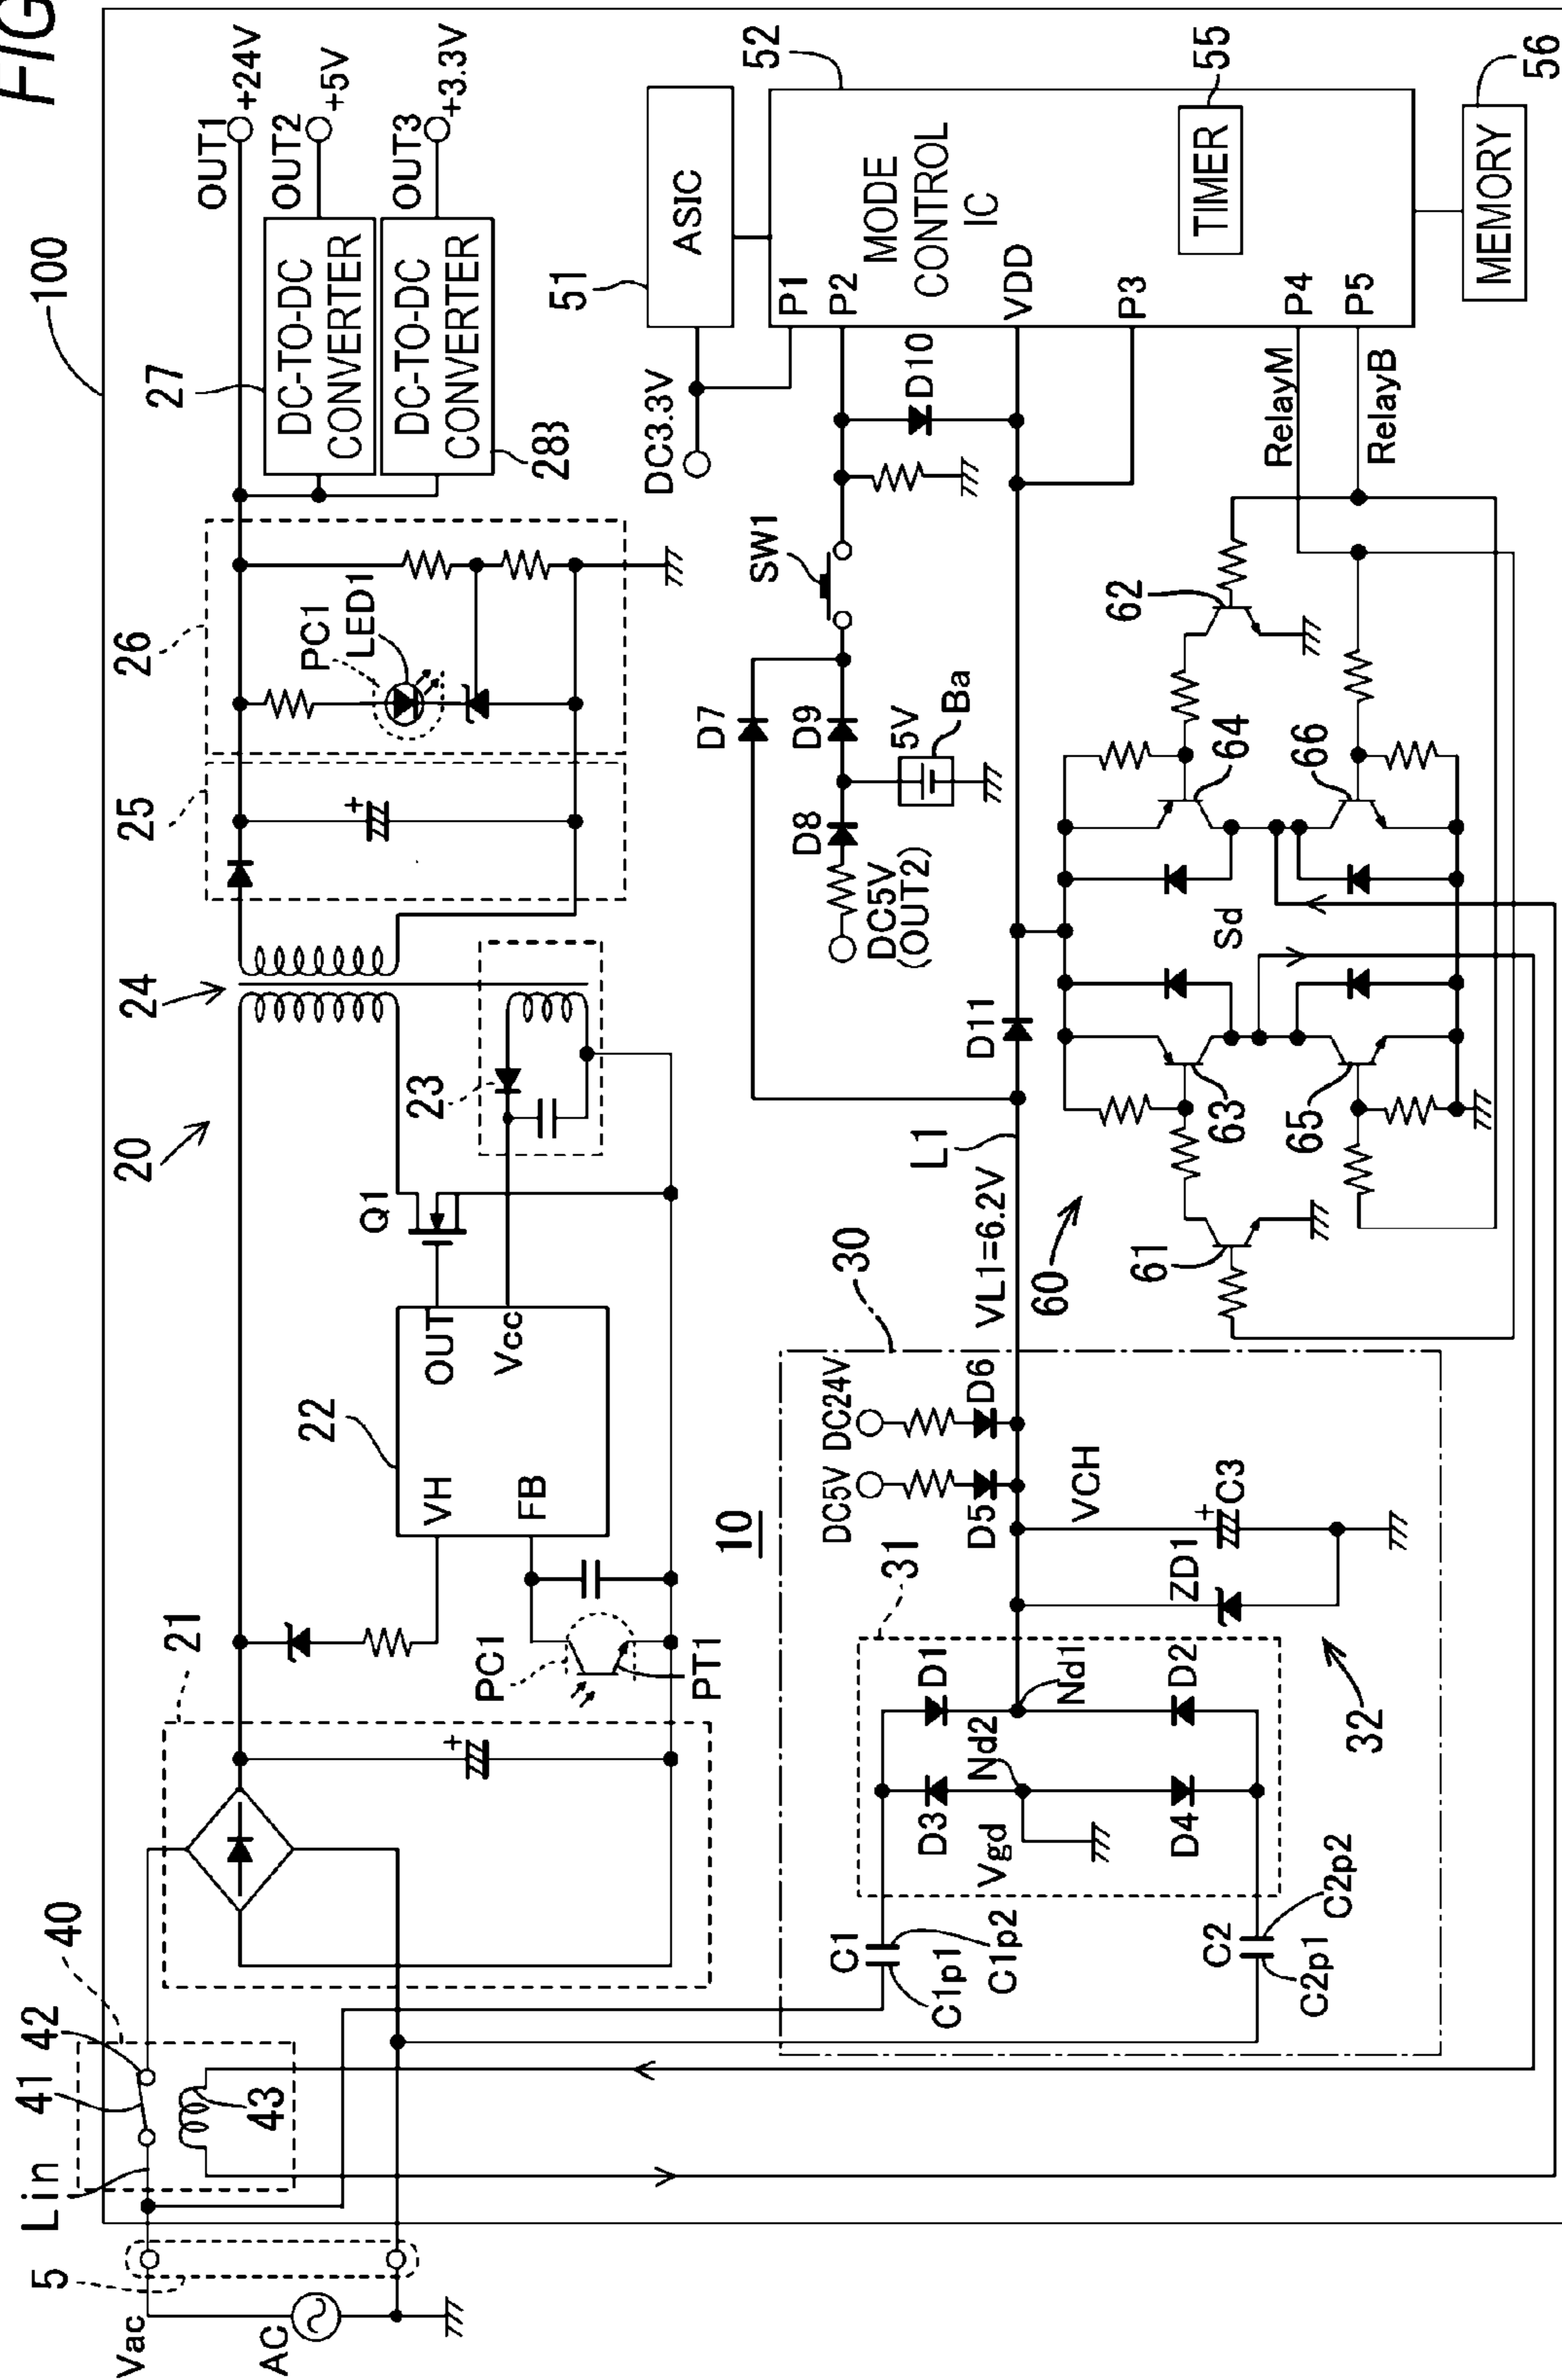 FIG
100
Vac
AC
5
Lin
41
42
40
43
21
20
24
23
22
VH
OUT
FB
Vcc
Q1
PC1
PT1
25
26
PC1
LED1
27
DC-TO-DC
CONVERTER
DC-TO-DC
CONVERTER
OUT1
+24V
OUT2
+5V
OUT3
+3.3V
10
30
31
32
C1
C1p1
C1p2
C2
C2p1
C2p2
D1
D2
D3
D4
Nd1
Nd2
Vgd
ZD1
C3
+
VCH
DC5V
DC24V
D5
D6
VL1=6.2V
L1
D11
D7
D8
D9
DC5V
(OUT2)
5V
Ba
SW1
D10
DC3.3V
51
ASIC
52
P1
P2
MODE
CONTROL
IC
VDD
P3
P4
P5
TIMER
55
MEMORY
56
RelayM
RelayB
60
61
62
63
64
65
66
Sd
+
+